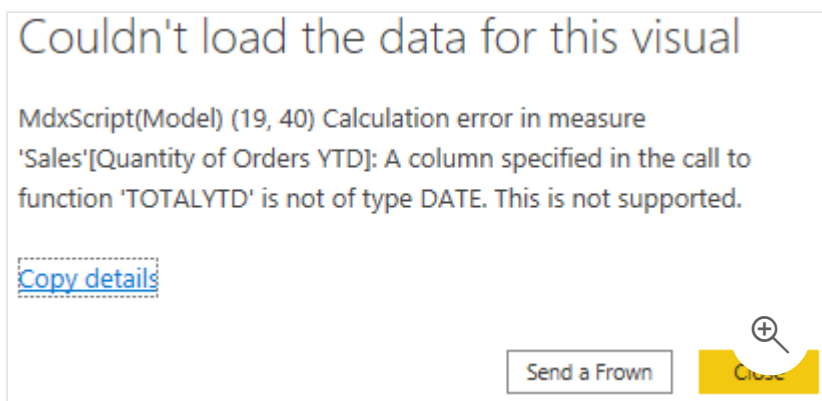 Couldn't load the data for this visual
MdxScript(Model) (19, 40) Calculation error in measure
'Sales'[Quantity of Orders YTD]: A column specified in the call to
function 'TOTALYTD' is not of type DATE. This is not supported.
Copy details
Send a Frown
Close